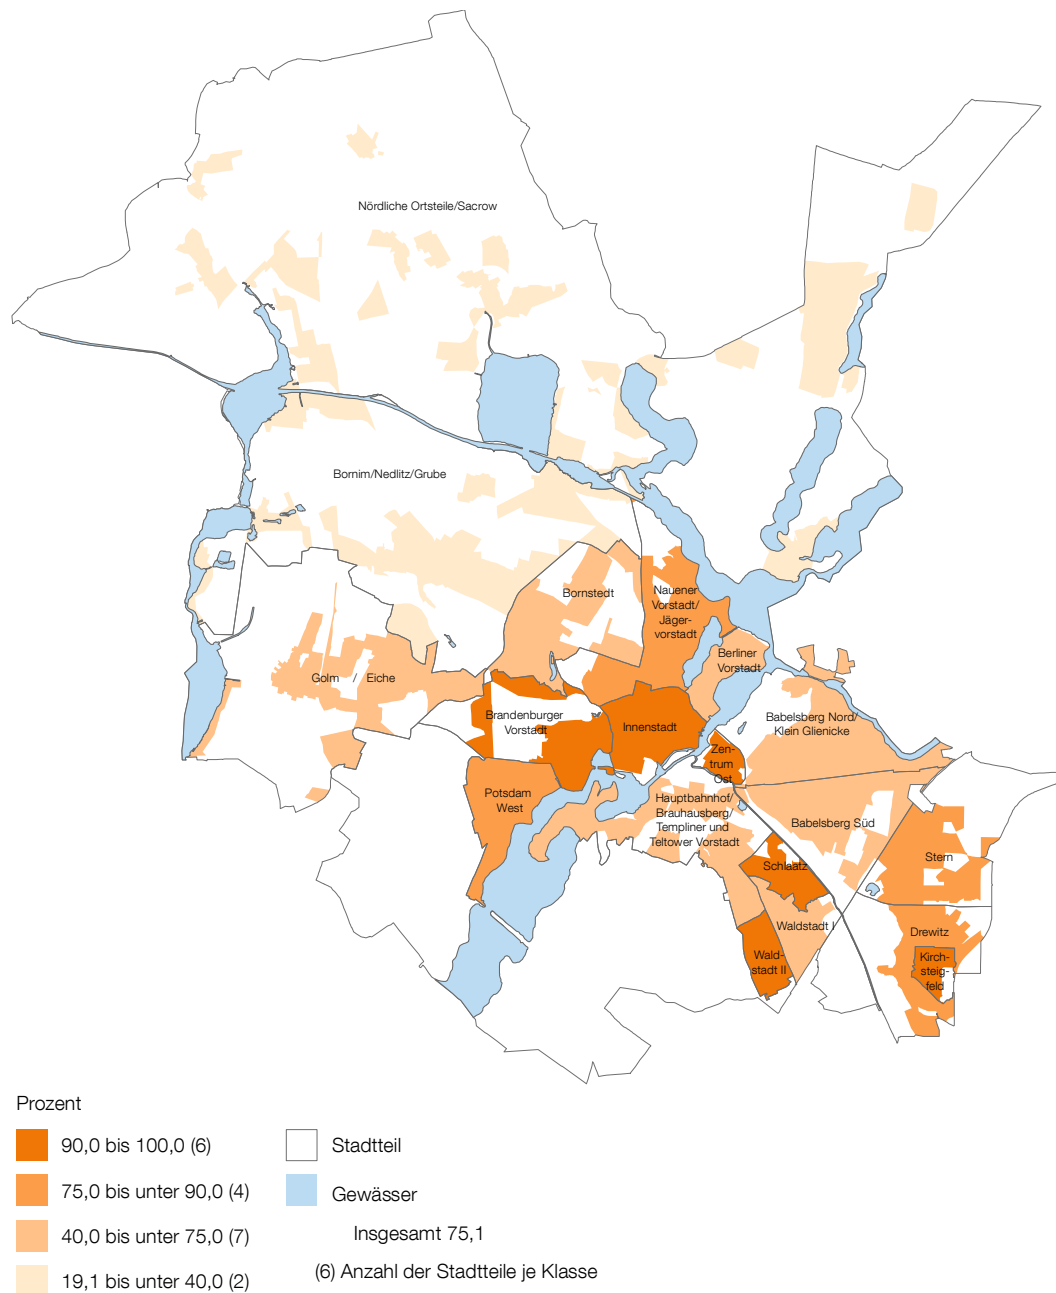 Nördliche Ortsteile/Sacrow
Bornim/Nedlitz/Grube
Bornstedt
Nauener
Vorstadt/
Jäger-
vorstadt
Berliner
Vorstadt
Golm / Eiche
Brandenburger
Vorstadt
Innenstadt
Babelsberg Nord/
Klein Glienicke
Zen-
trum
Ost
Potsdam
West
Hauptbahnhof/
Brauhausberg/
Templiner und
Teltower Vorstadt
Babelsberg Süd
Stern
Schlaatz
Waldstadt I
Drewitz
Wald-
stadt II
Kirch-
steig-
feld
Prozent
90,0 bis 100,0 (6)
75,0 bis unter 90,0 (4)
40,0 bis unter 75,0 (7)
19,1 bis unter 40,0 (2)
Stadtteil
Gewässer
Insgesamt 75,1
(6) Anzahl der Stadtteile je Klasse